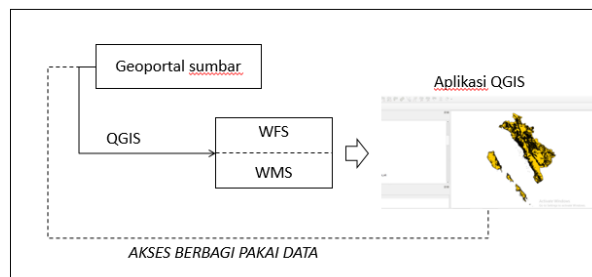 Geoportal sumbar
Aplikasi QGIS
QGIS
WFS
WMS
AKSES BERBAGI PAKAI DATA